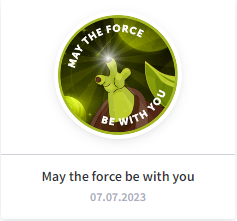 MAY THE FORCE
BE WITH YOU
May the force be with you
07.07.2023